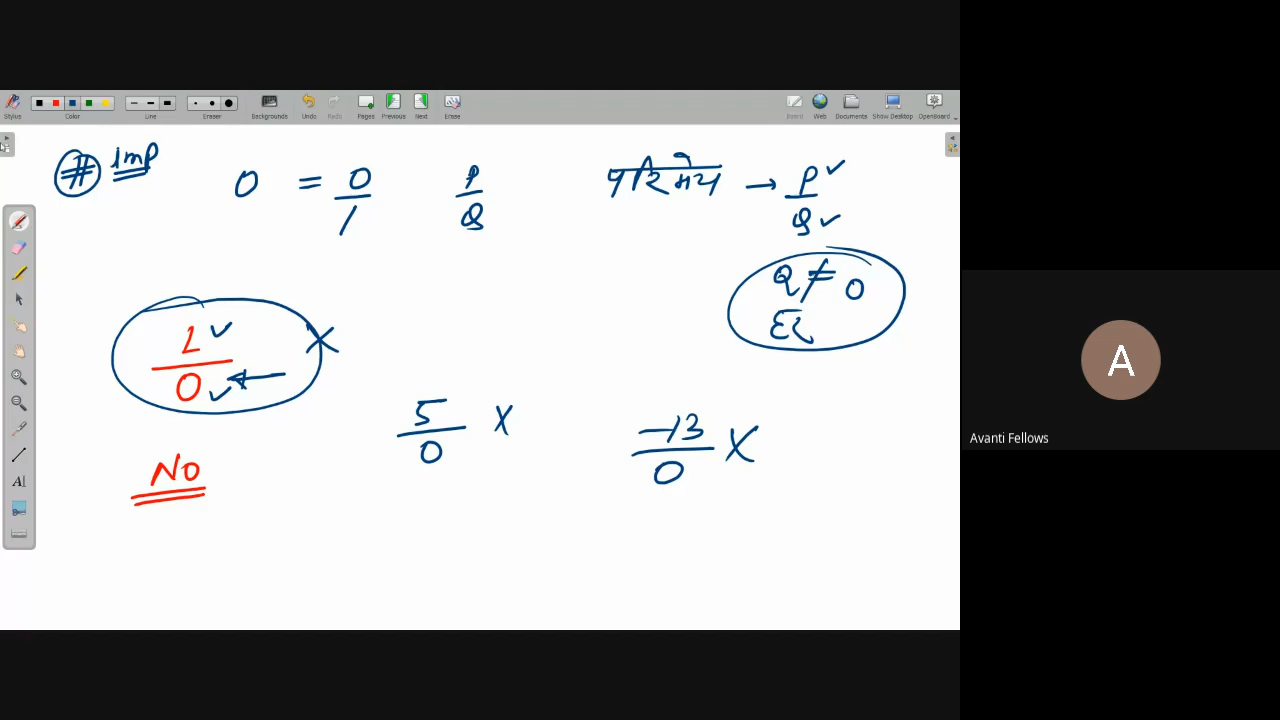 Stylus Color Line Eraser Backgrounds Undo Redo Pages Previous Next Erase Board Web Documents Show Desktop OpenBoard
# Imp
0 = 0/1 P/Q → P/Q
Q ≠ 0
1/0 X
5/0 X -13/0 X
NO
Avanti Fellows
A